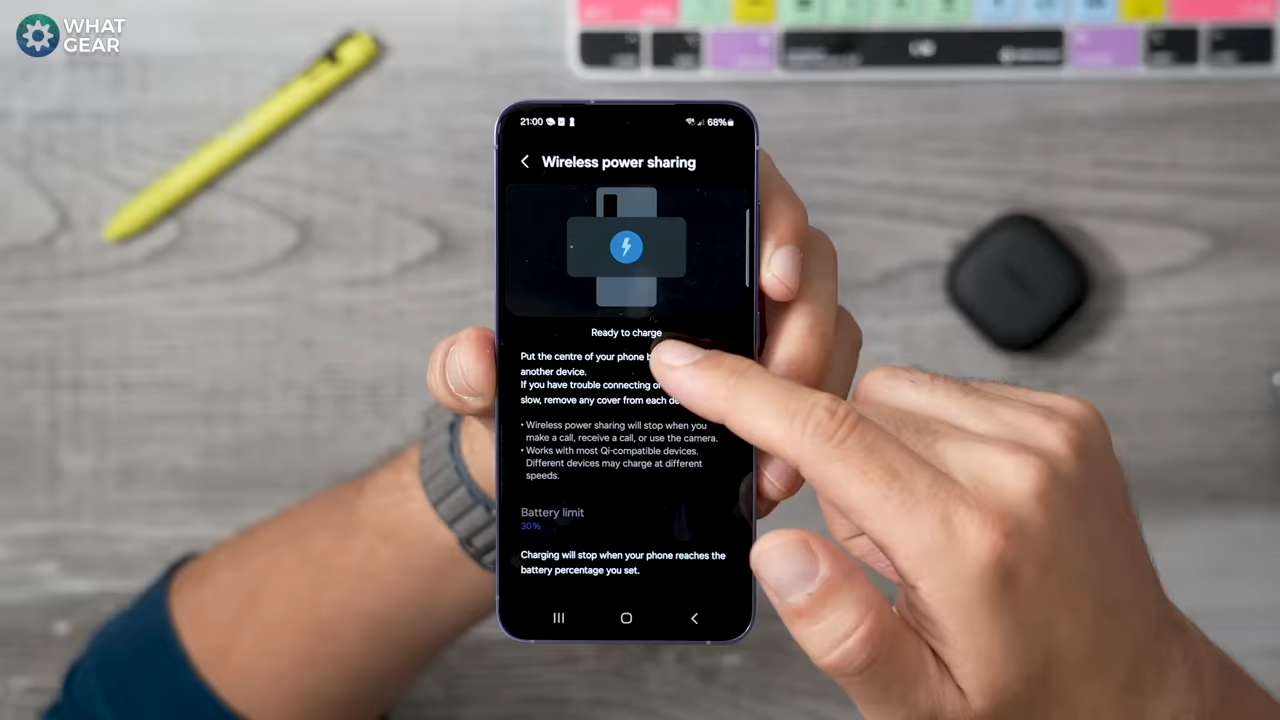 WHAT
GEAR
21:00
68%
Wireless power sharing
Ready to charge
Put the centre of your phone
another device.
If you have trouble connecting
slow, remove any cover from each
• Wireless power sharing will stop when you
make a call, receive a call, or use the camera.
• Works with most Qi-compatible devices.
Different devices may charge at different
speeds.
Battery limit
30%
Charging will stop when your phone reaches the
battery percentage you set.